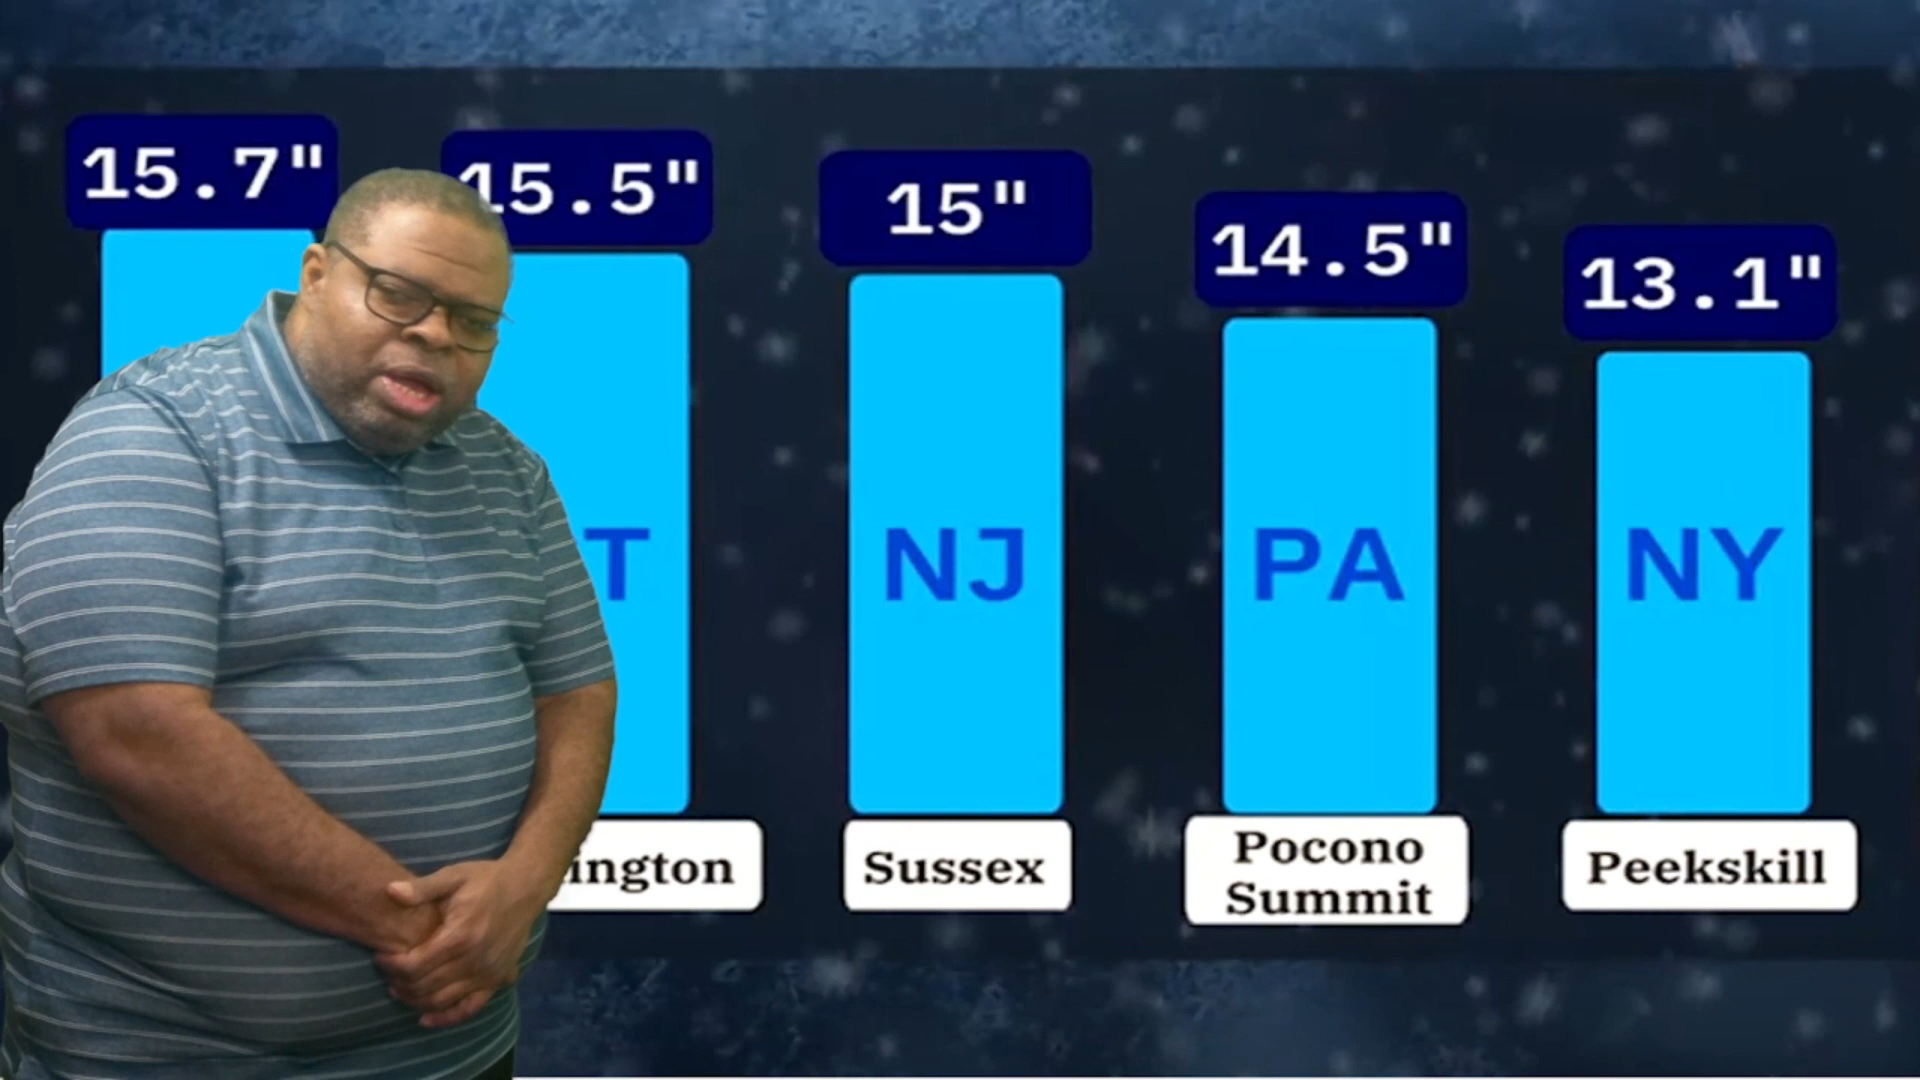 15.7"
15.5"
15"
14.5"
13.1"
T
NJ
PA
NY
ington
Sussex
Pocono
Summit
Peekskill